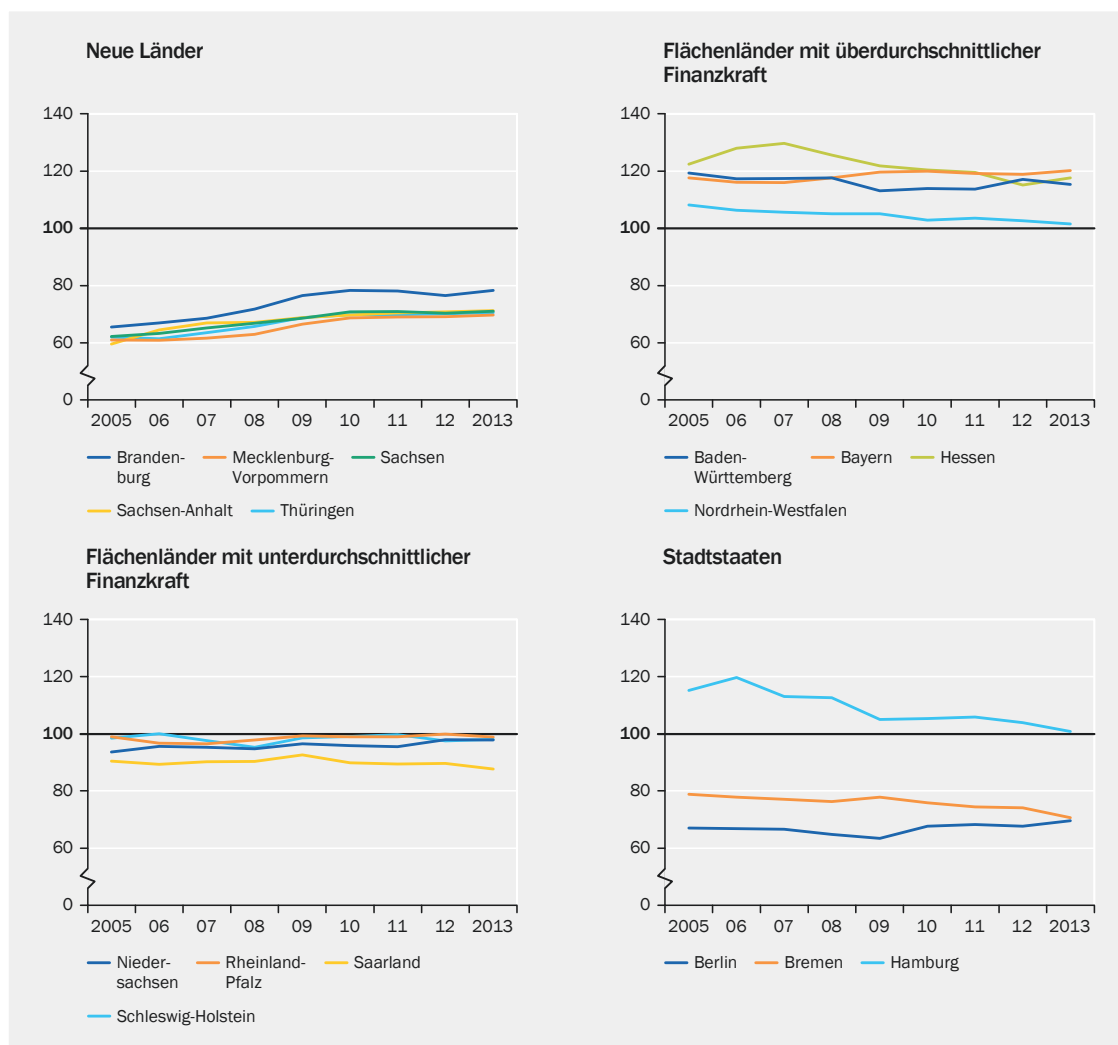 Neue Länder
140
120
100
80
60
0
2005 06 07 08 09 10 11 12 2013
Branden-
burg
Mecklenburg-
Vorpommern
Sachsen
Sachsen-Anhalt
Thüringen
Flächenländer mit überdurchschnittlicher
Finanzkraft
140
120
100
80
60
0
2005 06 07 08 09 10 11 12 2013
Baden-
Württemberg
Bayern
Hessen
Nordrhein-Westfalen
Flächenländer mit unterdurchschnittlicher
Finanzkraft
140
120
100
80
60
0
2005 06 07 08 09 10 11 12 2013
Nieder-
sachsen
Rheinland-
Pfalz
Saarland
Schleswig-Holstein
Stadtstaaten
140
120
100
80
60
0
2005 06 07 08 09 10 11 12 2013
Berlin
Bremen
Hamburg